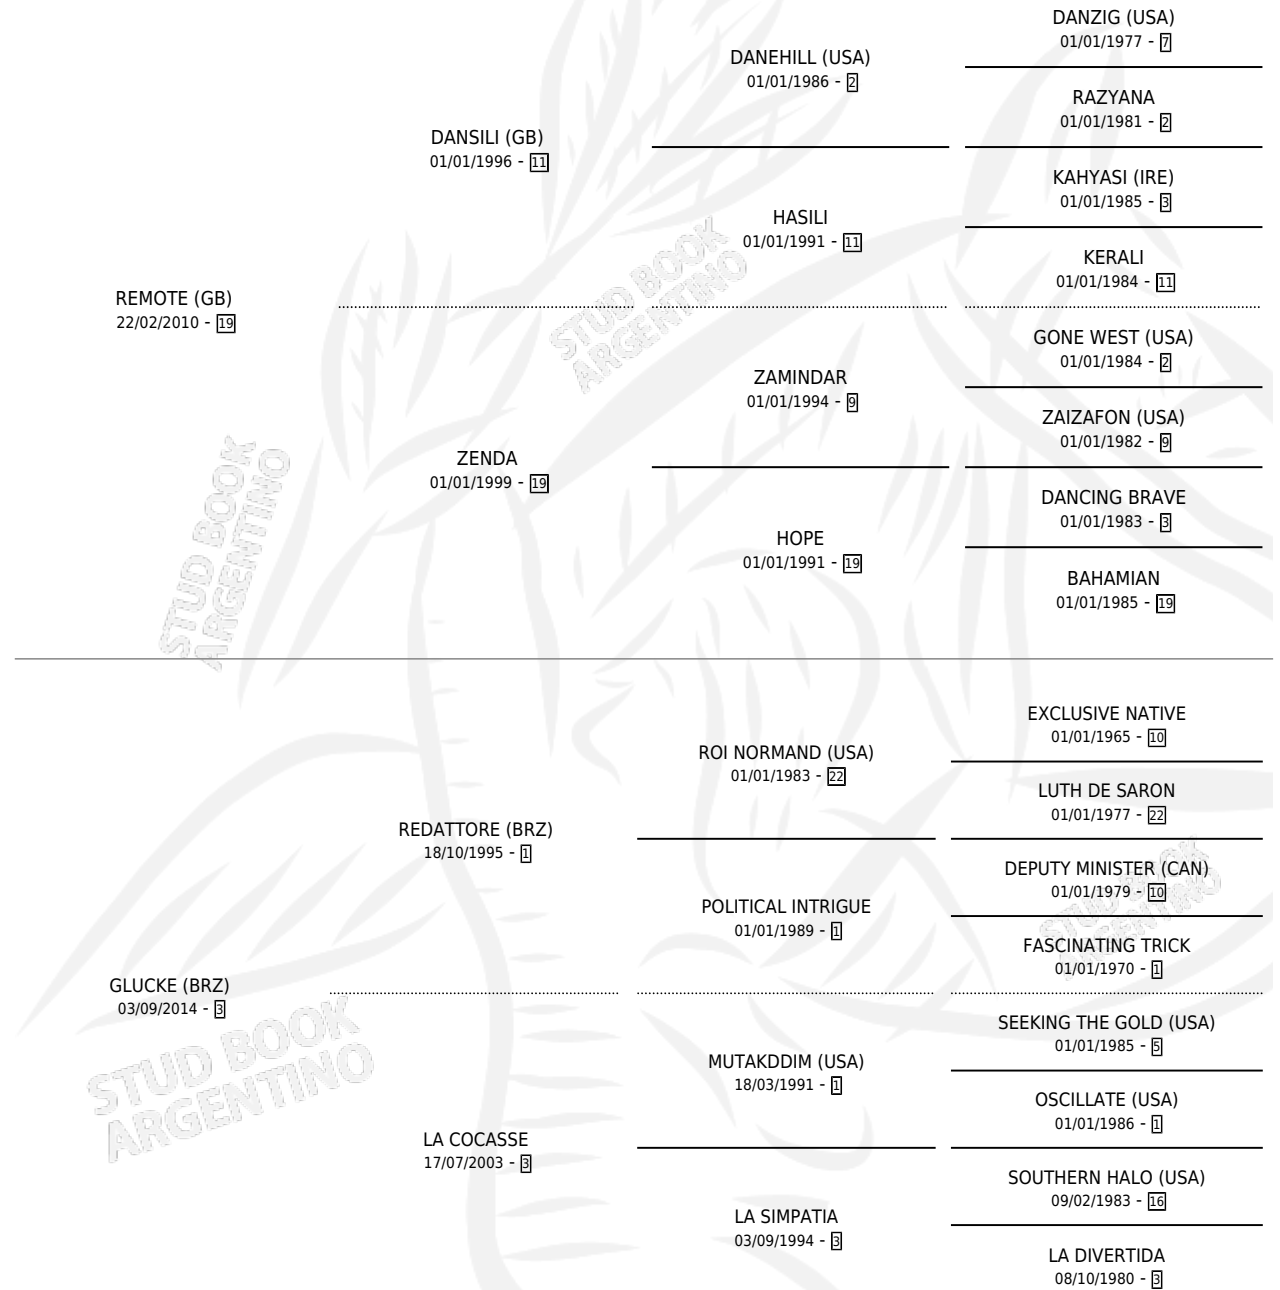 DANZIG (USA)
01/01/1977 - 7
DANEHILL (USA)
01/01/1986 - 2
RAZYANA
01/01/1981 - 2
DANSILI (GB)
01/01/1996 - 11
KAHYASI (IRE)
01/01/1985 - 3
HASILI
01/01/1991 - 11
KERALI
01/01/1984 - 11
REMOTE (GB)
22/02/2010 - 19
GONE WEST (USA)
01/01/1984 - 2
ZAMINDAR
01/01/1994 - 9
ZAIZAFON (USA)
01/01/1982 - 9
ZENDA
01/01/1999 - 19
DANCING BRAVE
01/01/1983 - 3
HOPE
01/01/1991 - 19
BAHAMIAN
01/01/1985 - 19
STUD BOOK
ARGENTINO
STUD BOOK
ARGENTINO
EXCLUSIVE NATIVE
01/01/1965 - 10
ROI NORMAND (USA)
01/01/1983 - 22
LUTH DE SARON
01/01/1977 - 22
REDATTORE (BRZ)
18/10/1995 - 1
DEPUTY MINISTER (CAN)
01/01/1979 - 10
POLITICAL INTRIGUE
01/01/1989 - 1
FASCINATING TRICK
01/01/1970 - 1
GLUCKE (BRZ)
03/09/2014 - 3
SEEKING THE GOLD (USA)
01/01/1985 - 5
MUTAKDDIM (USA)
18/03/1991 - 1
OSCILLATE (USA)
01/01/1986 - 1
LA COCASSE
17/07/2003 - 3
SOUTHERN HALO (USA)
09/02/1983 - 16
LA SIMPATIA
03/09/1994 - 3
LA DIVERTIDA
08/10/1980 - 3
STUD BOOK
ARGENTINO
STUD BOOK
ARGENTINO